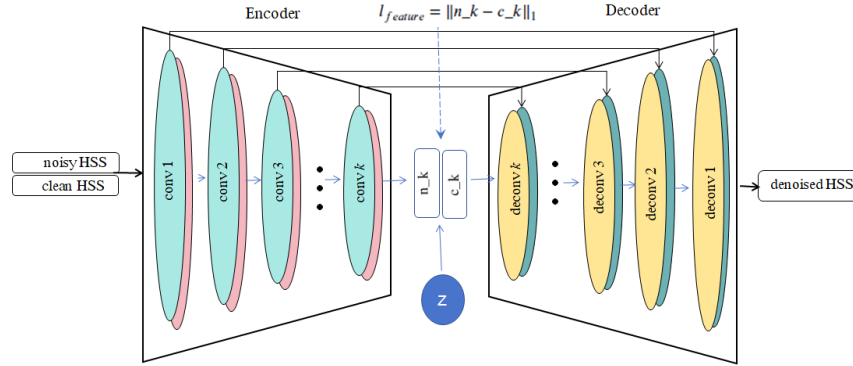 Encoder
l_feature = ‖n_k − c_k‖₁
Decoder
noisy HSS
clean HSS
conv 1
conv 2
conv 3
conv k
n_k
c_k
z
deconv k
deconv 3
deconv 2
deconv 1
denoised HSS